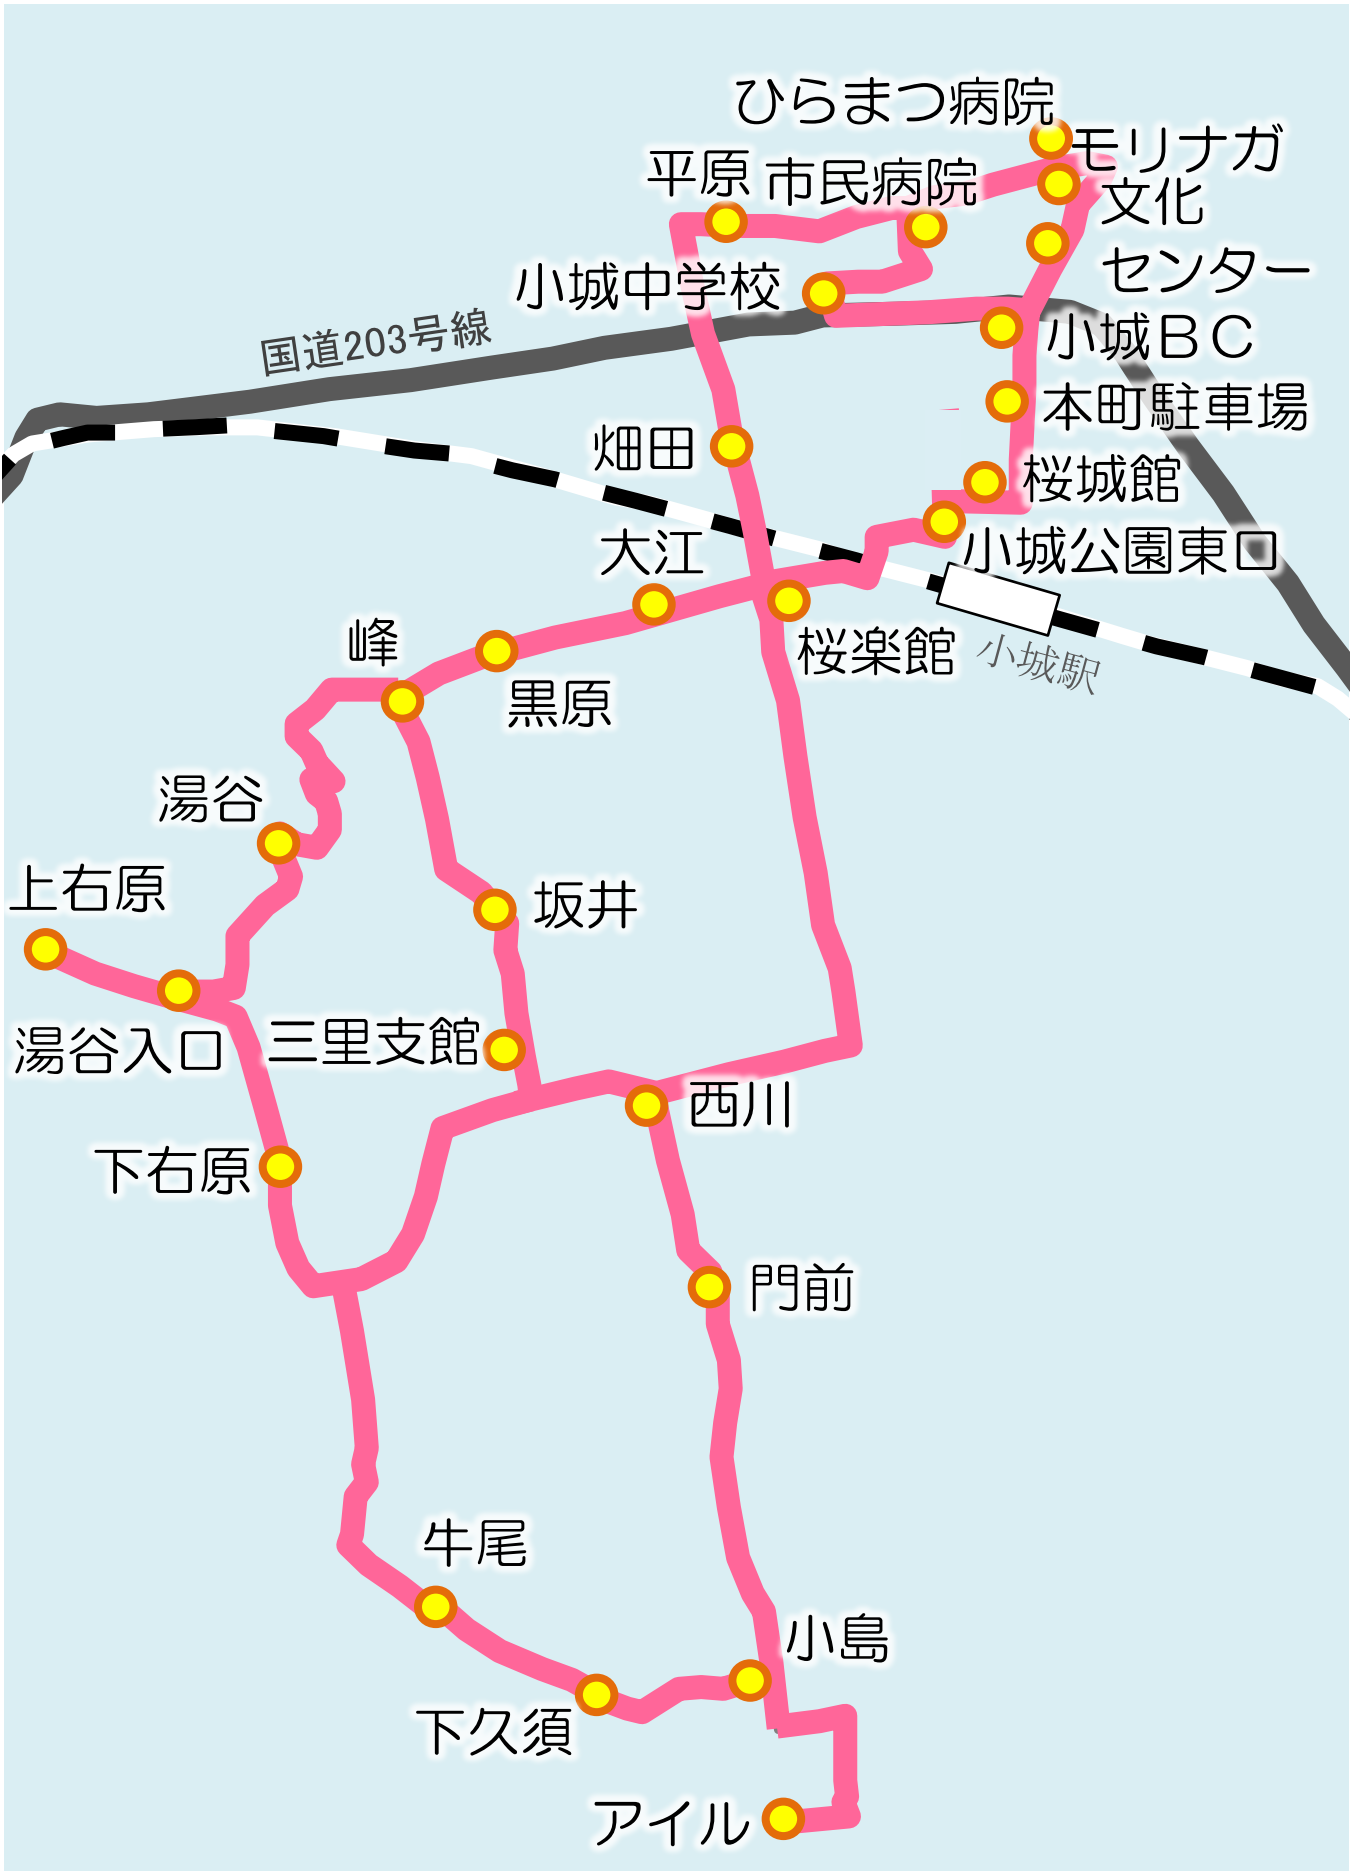 ひらまつ病院
モリナガ
平原
市民病院
文化
センター
小城中学校
国道203号線
小城ＢＣ
本町駐車場
畑田
桜城館
大江
小城公園東口
峰
桜楽館
小城駅
黒原
湯谷
上右原
坂井
湯谷入口
三里支館
西川
下右原
門前
牛尾
小島
下久須
アイル